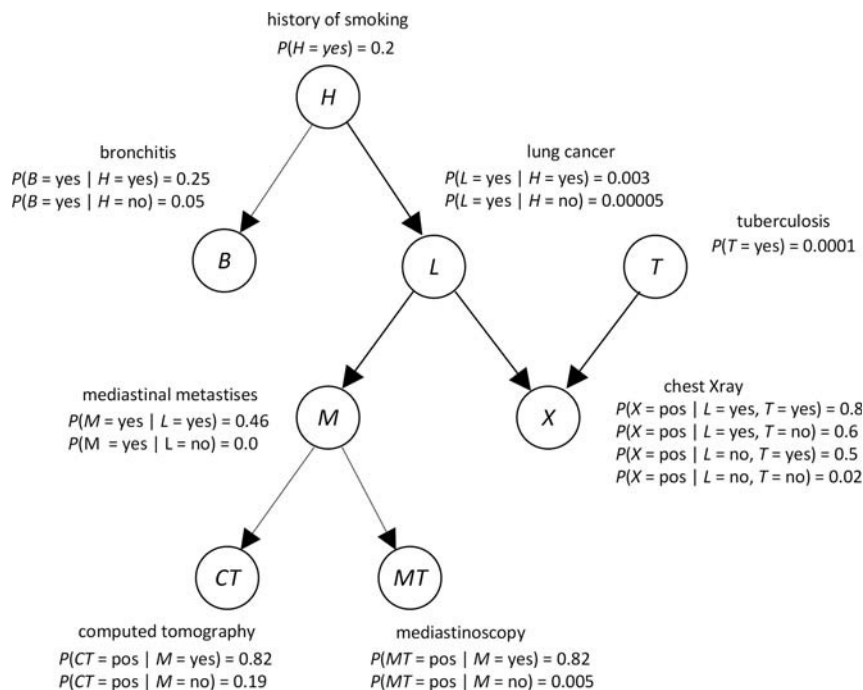 history of smoking
P(H = yes) = 0.2
H
bronchitis
P(B = yes | H = yes) = 0.25
P(B = yes | H = no) = 0.05
lung cancer
P(L = yes | H = yes) = 0.003
P(L = yes | H = no) = 0.00005
tuberculosis
P(T = yes) = 0.0001
B
L
T
mediastinal metastises
P(M = yes | L = yes) = 0.46
P(M = yes | L = no) = 0.0
M
X
chest Xray
P(X = pos | L = yes, T = yes) = 0.8
P(X = pos | L = yes, T = no) = 0.6
P(X = pos | L = no, T = yes) = 0.5
P(X = pos | L = no, T = no) = 0.02
CT
MT
computed tomography
P(CT = pos | M = yes) = 0.82
P(CT = pos | M = no) = 0.19
mediastinoscopy
P(MT = pos | M = yes) = 0.82
P(MT = pos | M = no) = 0.005